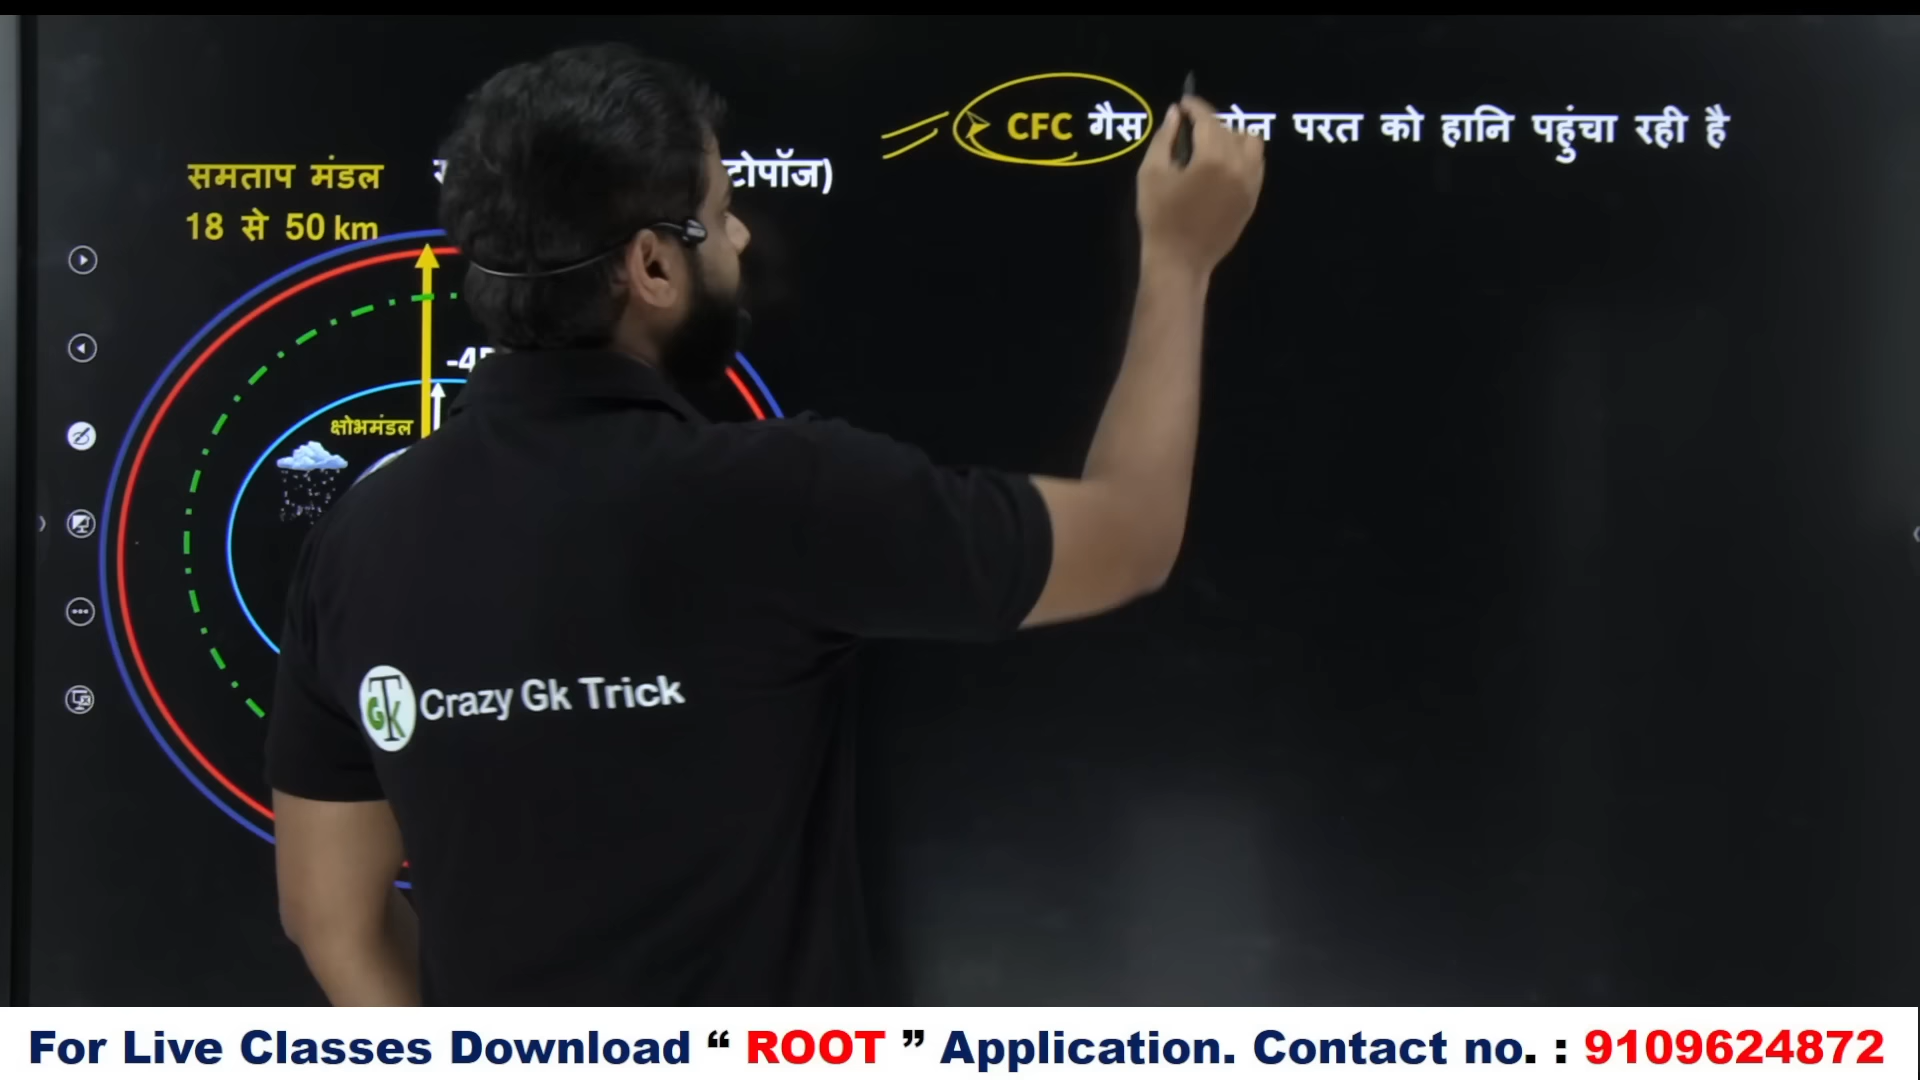 CFC गैस परत को हानि पहुंचा रही है
समताप मंडल
18 से 50 km
क्षोभमंडल
GTK Crazy Gk Trick
For Live Classes Download “ ROOT ” Application. Contact no. : 9109624872